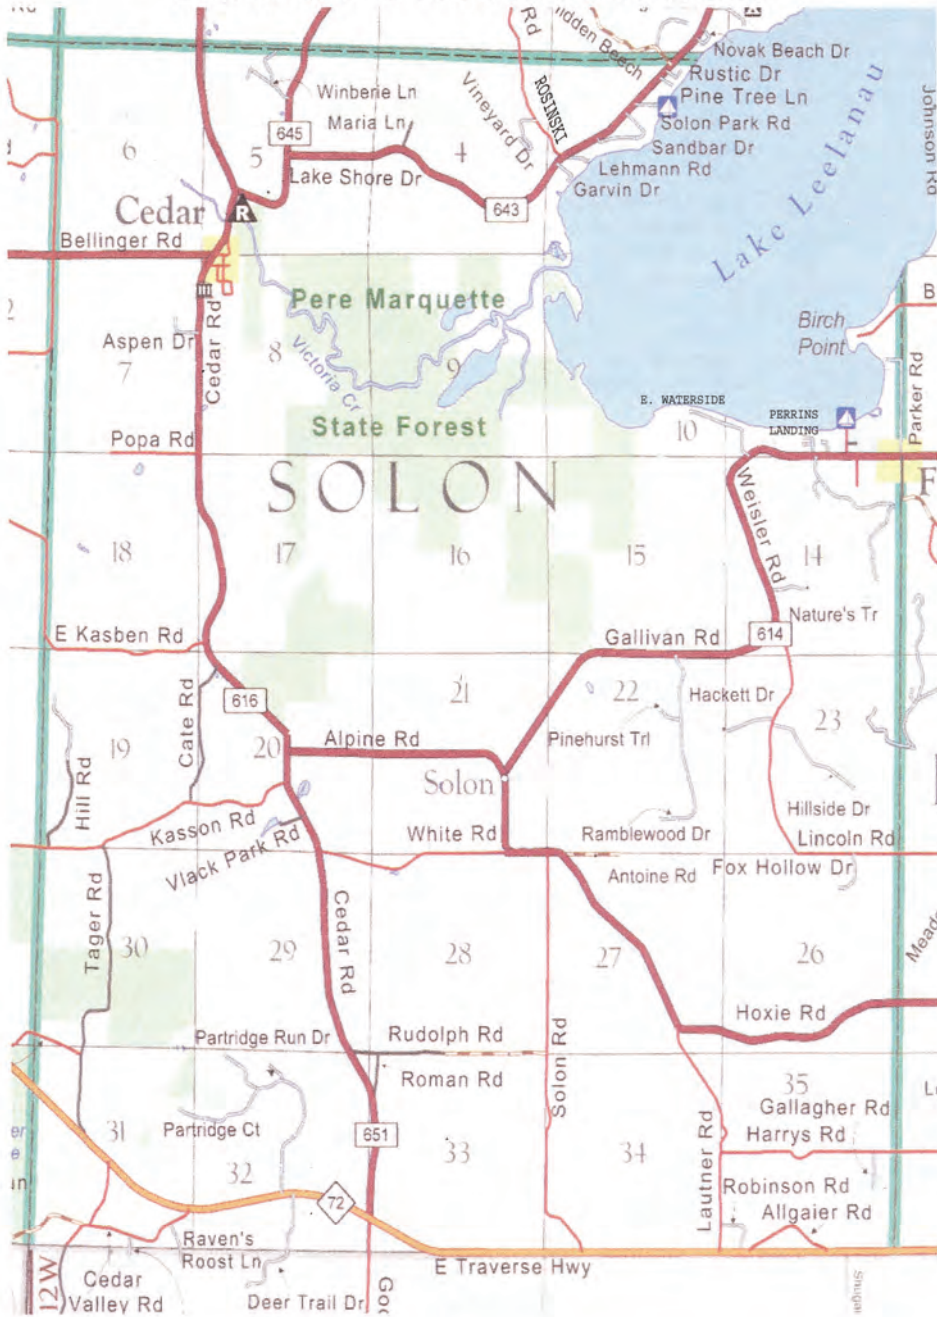 Rd
Hidden Beech
Novak Beach Dr
Rustic Dr
Winberie Ln
Vineyard Dr
ROSINSKI
Pine Tree Ln
Johnson Rd
Maria Ln
645
Solon Park Rd
6
5
4
Sandbar Dr
Lake Shore Dr
Lehmann Rd
Garvin Dr
Lake Leelanau
Cedar
R
643
Bellinger Rd
Pere Marquette
B
Birch
Point
Aspen Dr
Cedar Rd
8
Victoria Cr
9
7
Parker Rd
E. WATERSIDE
PERRINS
LANDING
State Forest
10
Popa Rd
SOLON
F
Weisler Rd
18
17
16
15
14
Nature's Tr
E Kasben Rd
Gallivan Rd
614
616
21
22
Hackett Dr
23
Cate Rd
19
20
Alpine Rd
Pinehurst Trl
Hill Rd
Solon
Hillside Dr
Kasson Rd
White Rd
Ramblewood Dr
Lincoln Rd
Vlack Park Rd
Antoine Rd
Fox Hollow Dr
Tager Rd
Cedar Rd
30
29
28
27
26
Mead
Hoxie Rd
Partridge Run Dr
Rudolph Rd
Solon Rd
Roman Rd
35
Gallagher Rd
Partridge Ct
31
651
33
34
Lautner Rd
Harrys Rd
32
72
Robinson Rd
Allgaier Rd
Raven's
Roost Ln
E Traverse Hwy
12W
Cedar
Valley Rd
Deer Trail Dr